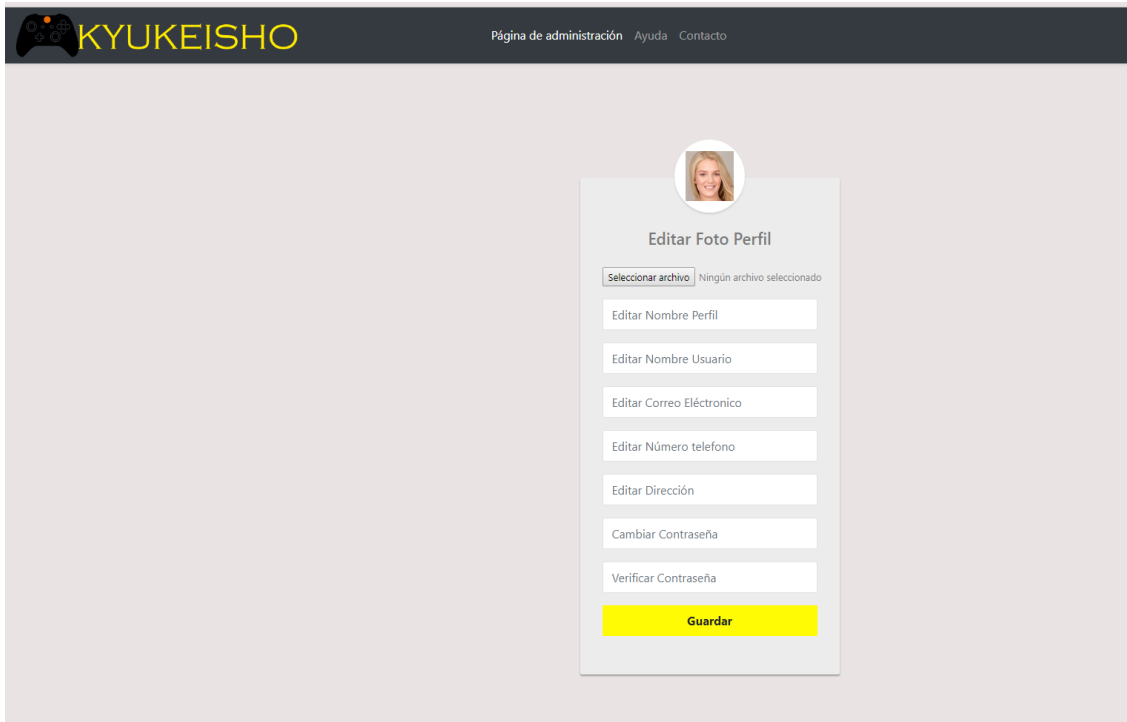 KYUKEISHO
Página de administración Ayuda Contacto
Editar Foto Perfil
Seleccionar archivo Ningún archivo seleccionado
Editar Nombre Perfil
Editar Nombre Usuario
Editar Correo Eléctronico
Editar Número telefono
Editar Dirección
Cambiar Contraseña
Verificar Contraseña
Guardar